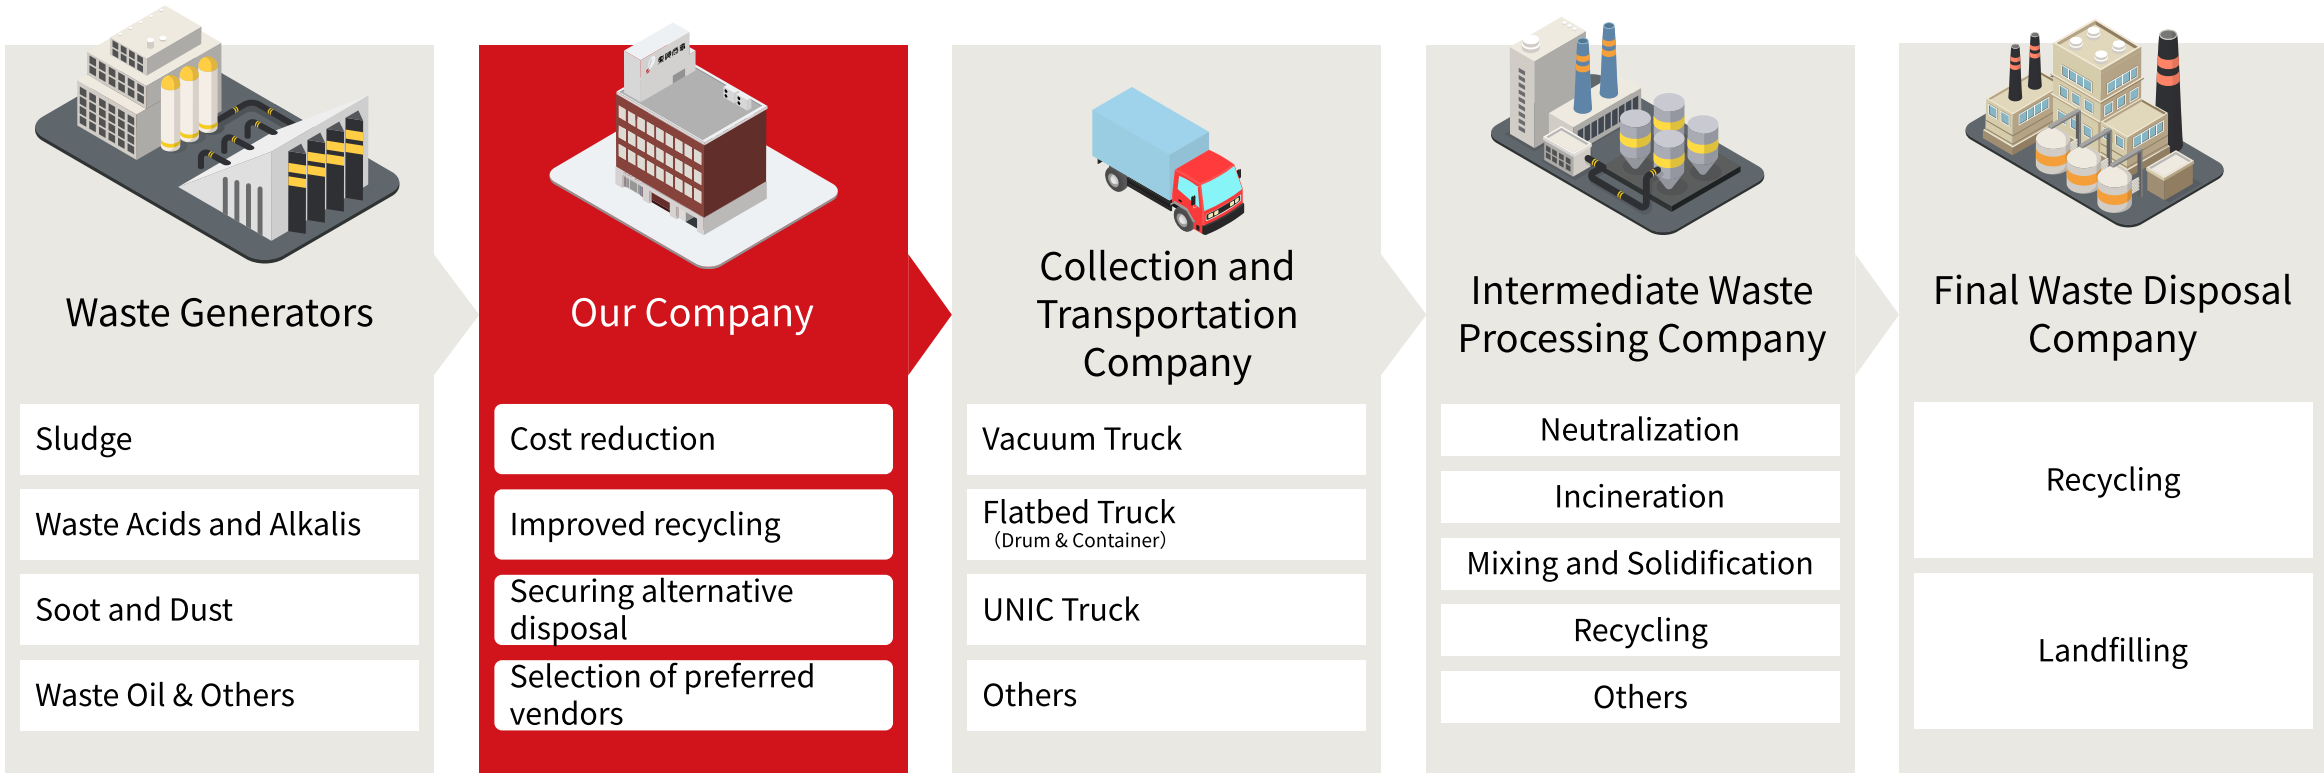 Waste Generators
Sludge
Waste Acids and Alkalis
Soot and Dust
Waste Oil & Others
Our Company
Cost reduction
Improved recycling
Securing alternative
disposal
Selection of preferred
vendors
Collection and
Transportation
Company
Vacuum Truck
Flatbed Truck
（Drum & Container）
UNIC Truck
Others
Intermediate Waste
Processing Company
Neutralization
Incineration
Mixing and Solidification
Recycling
Others
Final Waste Disposal
Company
Recycling
Landfilling